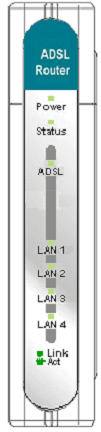 ADSL
Router
Power
Status
ADSL
LAN 1
LAN 2
LAN 3
LAN 4
Link
Act